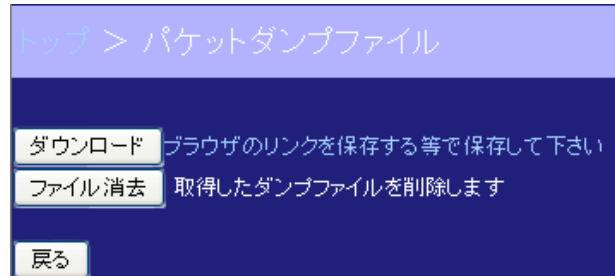 トップ ＞ パケットダンプファイル
ダウンロード ブラウザのリンクを保存する等で保存して下さい
ファイル消去 取得したダンプファイルを削除します
戻る